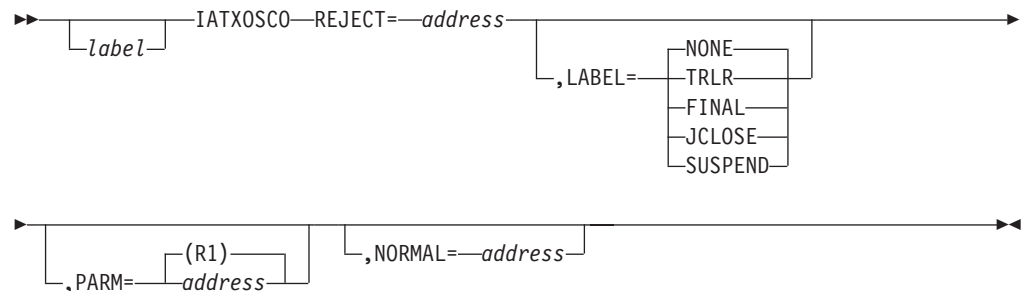 IATXOSCO REJECT= address
label NONE
,LABEL= TRLR
FINAL
JCLOSE
SUSPEND
(R1) ,NORMAL= address
,PARM= address